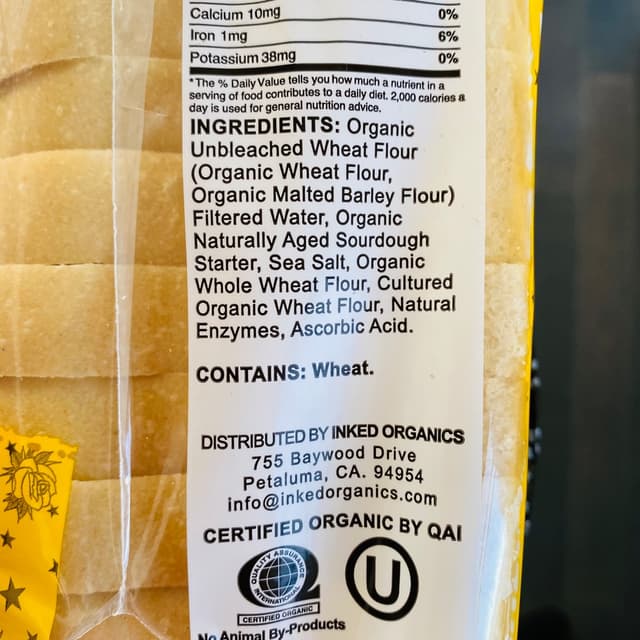 Calcium 10mg 0%
Iron 1mg 6%
Potassium 38mg 0%
*The % Daily Value tells you how much a nutrient in a
serving of food contributes to a daily diet. 2,000 calories a
day is used for general nutrition advice.
INGREDIENTS: Organic
Unbleached Wheat Flour
(Organic Wheat Flour,
Organic Malted Barley Flour)
Filtered Water, Organic
Naturally Aged Sourdough
Starter, Sea Salt, Organic
Whole Wheat Flour, Cultured
Organic Wheat Flour, Natural
Enzymes, Ascorbic Acid.
CONTAINS: Wheat.
DISTRIBUTED BY INKED ORGANICS
755 Baywood Drive
Petaluma, CA. 94954
info@inkedorganics.com
CERTIFIED ORGANIC BY QAI
QUALITY ASSURANCE
INTERNATIONAL
CERTIFIED ORGANIC
U
No Animal By-Products